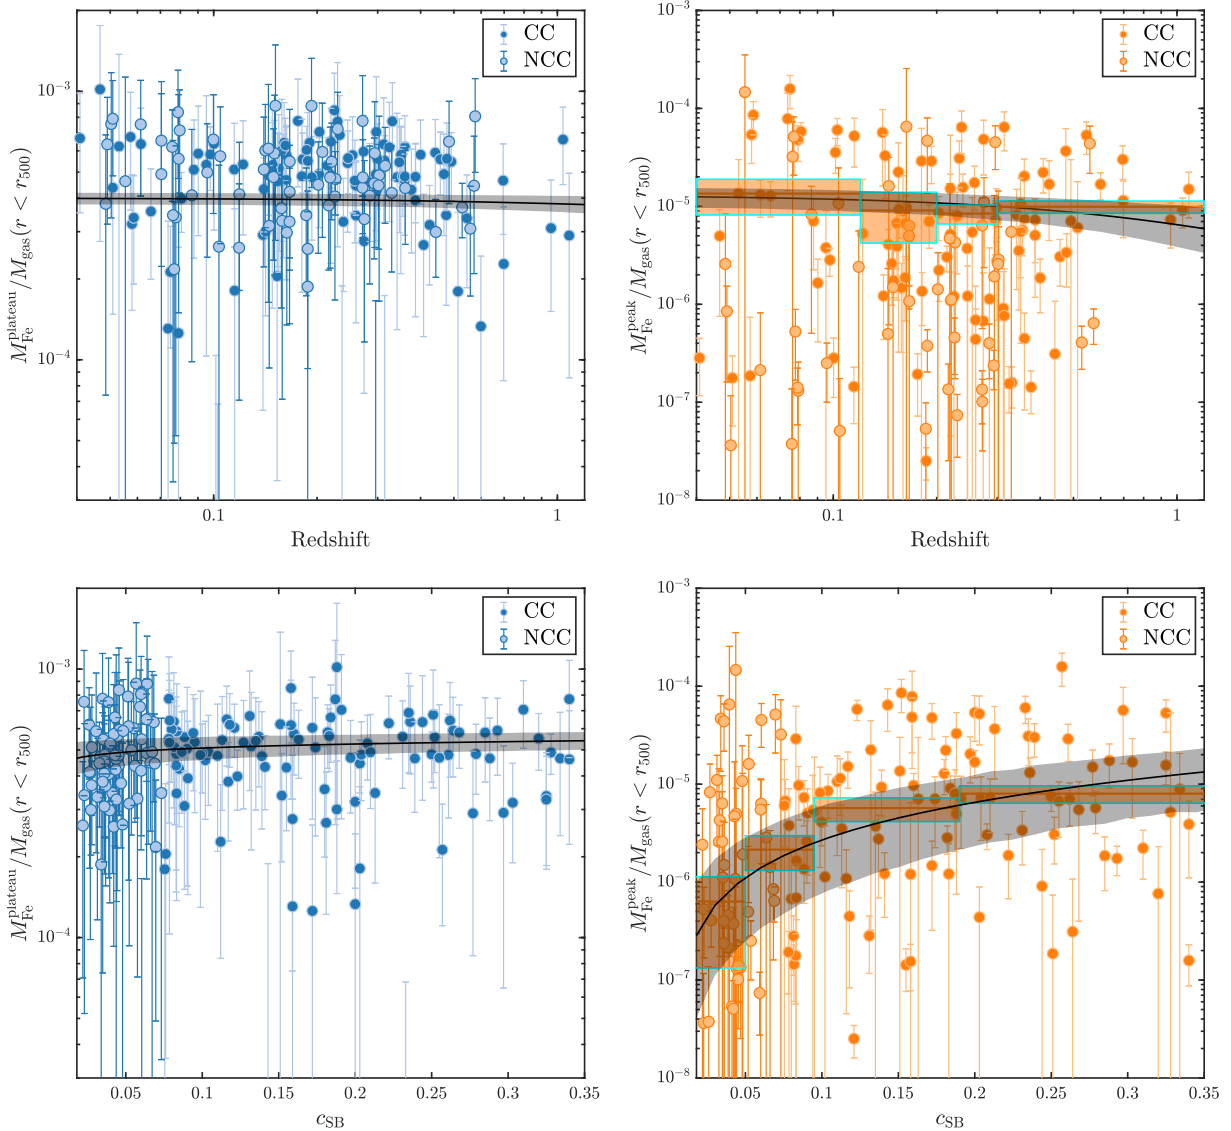 CC
NCC
10⁻³
10⁻⁴
M_Fe^plateau/M_gas(r < r_500)
0.1
1
Redshift
CC
NCC
10⁻³
10⁻⁴
10⁻⁵
10⁻⁶
10⁻⁷
10⁻⁸
M_Fe^peak/M_gas(r < r_500)
0.1
1
Redshift
CC
NCC
10⁻³
10⁻⁴
M_Fe^plateau/M_gas(r < r_500)
0.05
0.1
0.15
0.2
0.25
0.3
0.35
c_SB
CC
NCC
10⁻³
10⁻⁴
10⁻⁵
10⁻⁶
10⁻⁷
10⁻⁸
M_Fe^peak/M_gas(r < r_500)
0.05
0.1
0.15
0.2
0.25
0.3
0.35
c_SB